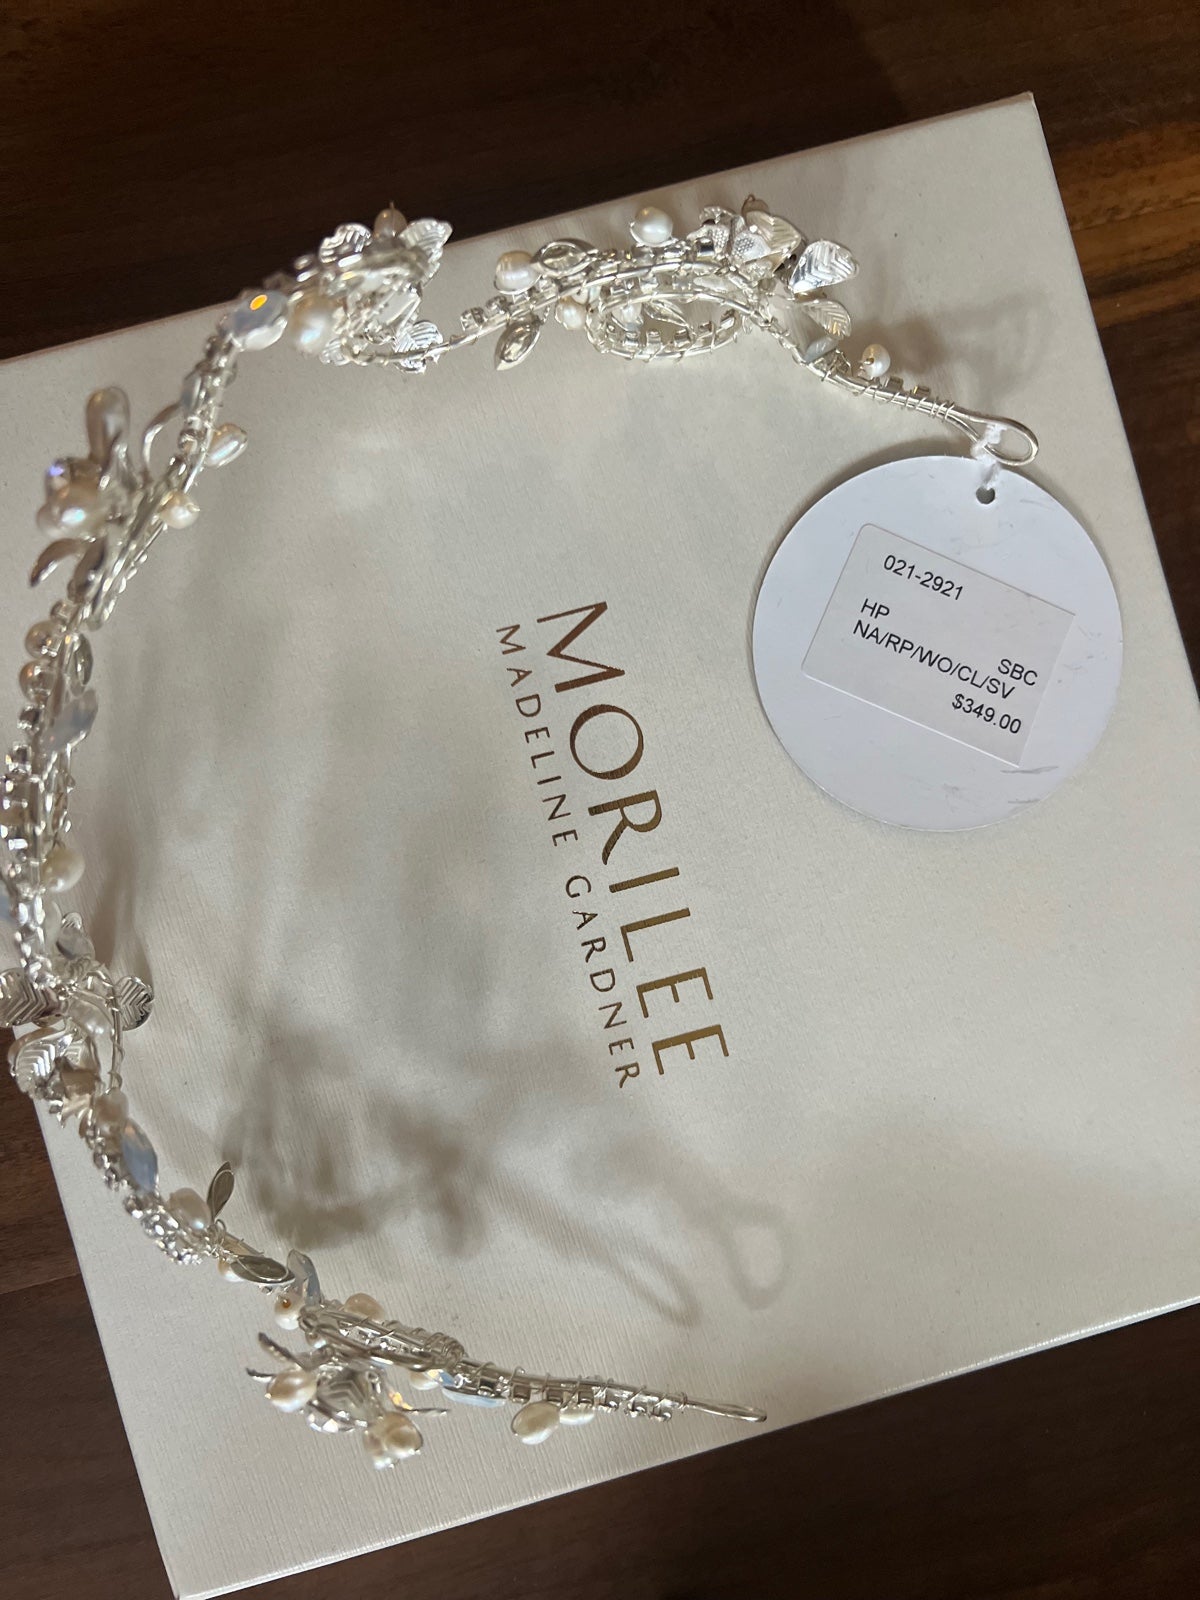 MORILEE
MADELINE GARDNER
021-2921
HP
SBC
NA/RP/WO/CL/SV
$349.00